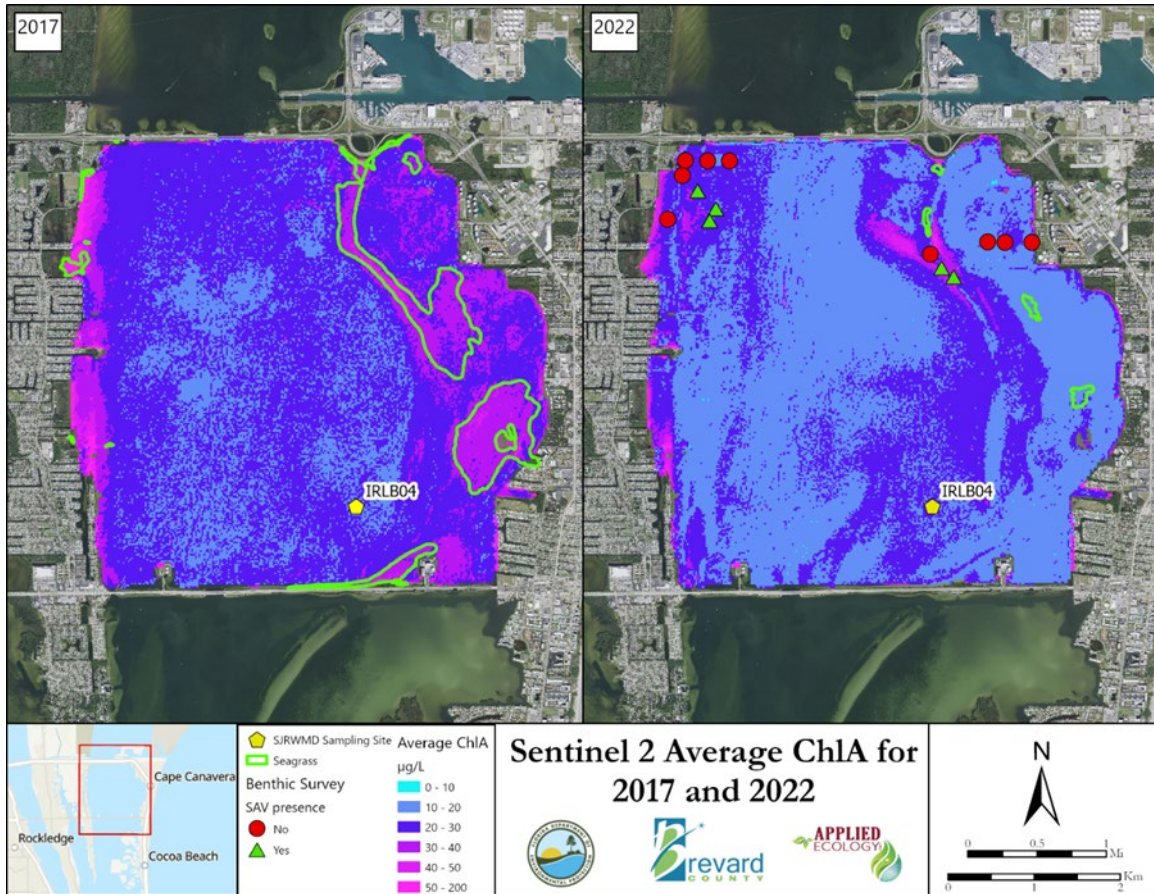 2017
2022
IRLB04
IRLB04
Cape Canavera
Rockledge
Cocoa Beach
SJRWMD Sampling Site
Seagrass
Benthic Survey
SAV presence
No
Yes
Average ChlA
µg/L
0 - 10
10 - 20
20 - 30
30 - 40
40 - 50
50 - 200
Sentinel 2 Average ChlA for
2017 and 2022
Brevard
COUNTY
APPLIED
ECOLOGY
N
0 0.5 1
Mi
Km
0 1 2